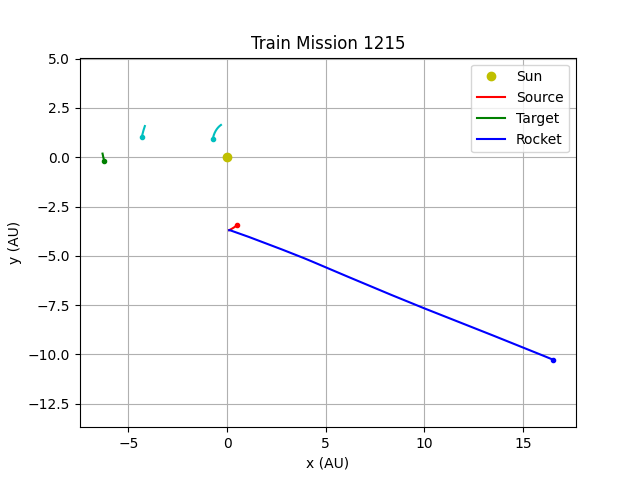 Train Mission 1215
Sun
Source
Target
Rocket
5.0
2.5
0.0
−2.5
−5.0
−7.5
−10.0
−12.5
y (AU)
−5
0
5
10
15
x (AU)